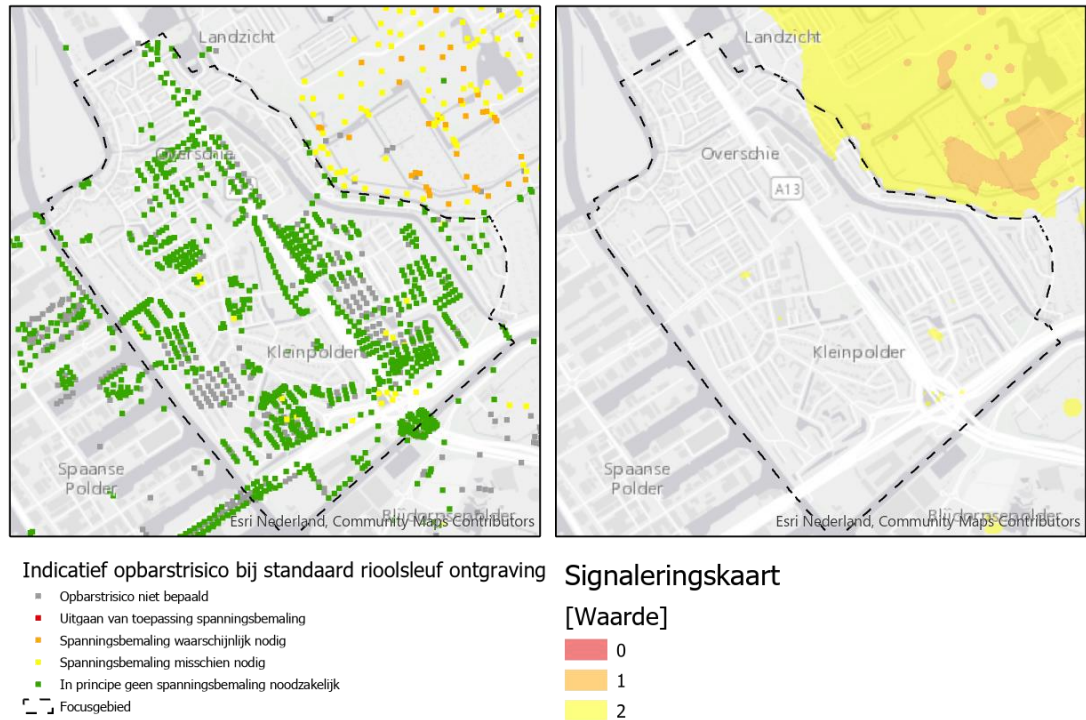 Landzicht
Overschie
Kleinpolder
Spaanse
Polder
Blijdorpsepolder
Esri Nederland, Community Maps Contributors
Landzicht
Overschie
A13
Kleinpolder
Spaanse
Polder
Blijdorpsepolder
Esri Nederland, Community Maps Contributors
Indicatief opbarstrisico bij standaard rioolsleuf ontgraving
Opbarstrisico niet bepaald
Uitgaan van toepassing spanningsbemaling
Spanningsbemaling waarschijnlijk nodig
Spanningsbemaling misschien nodig
In principe geen spanningsbemaling noodzakelijk
Focusgebied
Signaleringskaart
[Waarde]
0
1
2